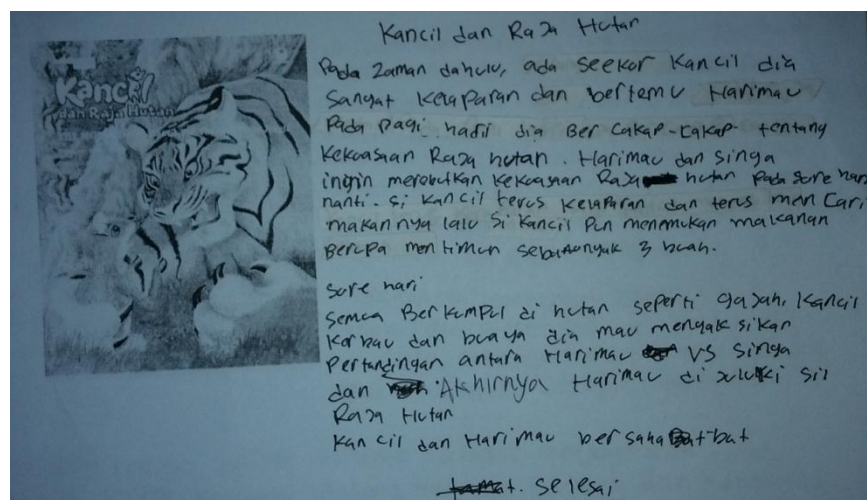 Kancil dan Raja Hutan
Kancil
dan Raja Hutan
Pada Zaman dahulu, ada seekor Kancil dia
sangat kelaparan dan bertemu Harimau
Pada pagi hari dia Ber cakap-cakap tentang
kekuasaan Raja hutan. Harimau dan singa
ingin merebutkan kekuasaan Raja hutan pada sore hari
nanti. si kancil terus kelaparan dan terus men cari
makannya lalu si kancil pun menemukan makanan
berupa mentimun sebanyak 3 buah.
sore hari
semua Berkumpul di hutan seperti gajah, kancil
kerbau dan buaya dia mau menyaksikan
Pertandingan antara Harimau VS singa
dan Akhirnya Harimau di juluki si
Raja Hutan
Kancil dan Harimau bersahabat
selesai